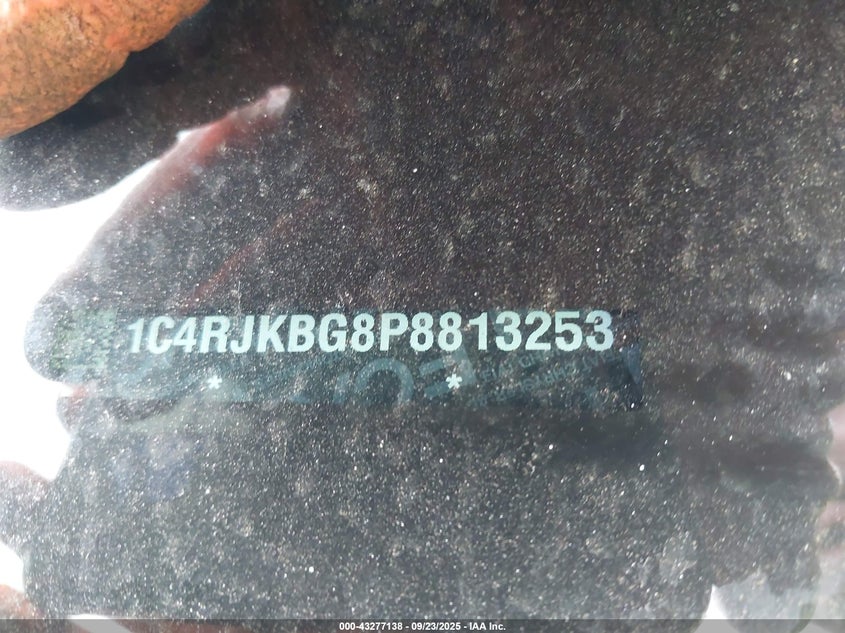 1C4RJKBG8P8813253
* *
000-43277138 - 09/23/2025 - IAA Inc.